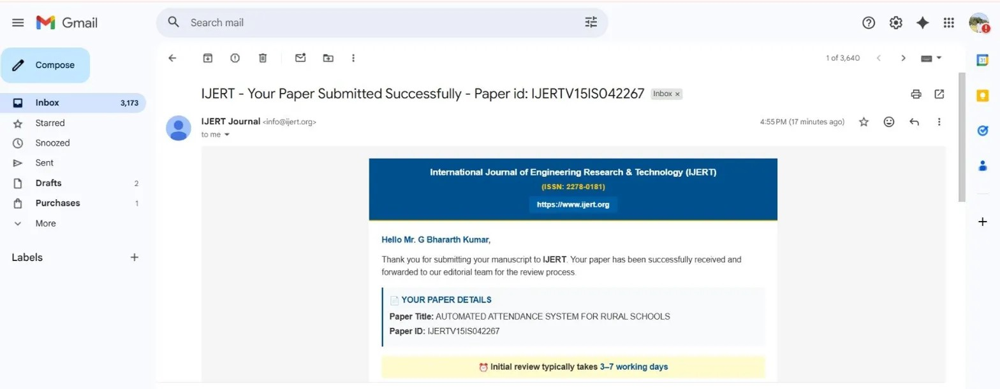 Gmail
Search mail
Compose
1 of 3,640
IJERT - Your Paper Submitted Successfully - Paper id: IJERTV15IS042267 Inbox ×
Inbox 3,173
Starred
Snoozed
Sent
Drafts 2
Purchases 1
More
Labels
IJERT Journal <info@ijert.org>
4:55 PM (17 minutes ago)
to me
International Journal of Engineering Research & Technology (IJERT)
(ISSN: 2278-0181)
https://www.ijert.org
Hello Mr. G Bhararth Kumar,
Thank you for submitting your manuscript to IJERT. Your paper has been successfully received and
forwarded to our editorial team for the review process.
YOUR PAPER DETAILS
Paper Title: AUTOMATED ATTENDANCE SYSTEM FOR RURAL SCHOOLS
Paper ID: IJERTV15IS042267
Initial review typically takes 3–7 working days
31